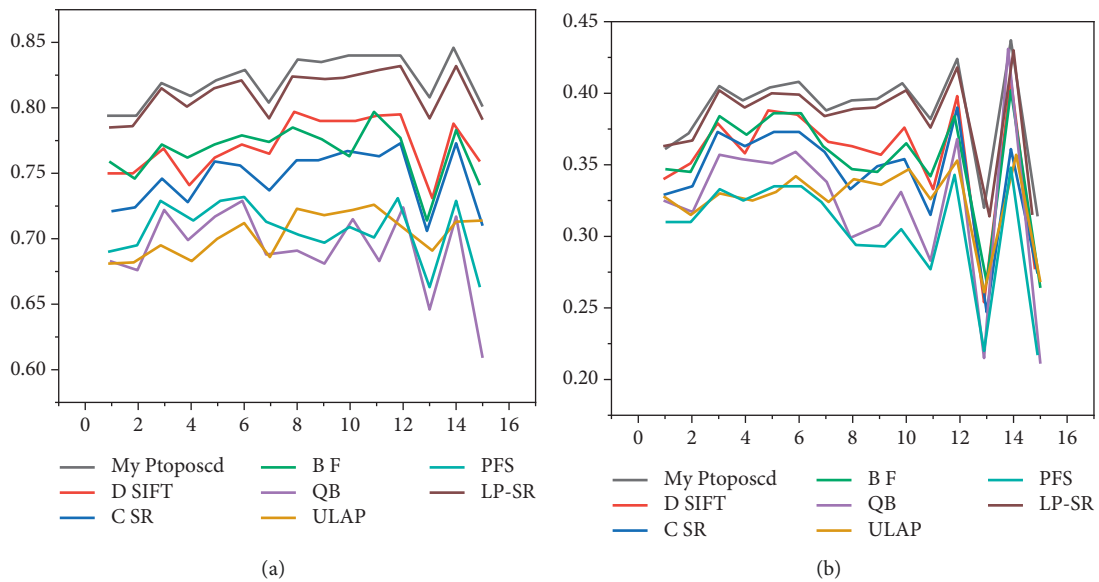 0.85
0.80
0.75
0.70
0.65
0.60
0 2 4 6 8 10 12 14 16
My Ptoposcd B F PFS
D SIFT QB LP-SR
C SR ULAP
(a)
0.45
0.40
0.35
0.30
0.25
0.20
0 2 4 6 8 10 12 14 16
My Ptoposcd B F PFS
D SIFT QB LP-SR
C SR ULAP
(b)